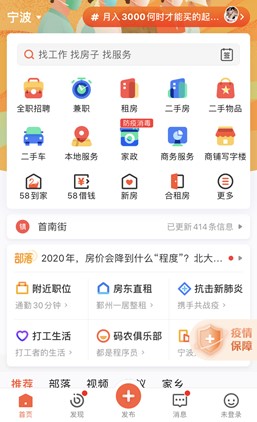 宁波
# 月入3000何时才能买的起...
找工作 找房子 找服务
全职招聘 兼职 租房 二手房 二手物品
防疫消毒
二手车 本地服务 家政 商务服务 商铺写字楼
58到家 58借钱 新房 合租房 更多
镇 首南街 已更新414条信息
部落 2020年，房价会降到什么“程度”？北大...
附近职位 房东直租 抗击新肺炎
通勤30分钟 鄞州一居整租 携手共战疫
打工生活 码农俱乐部
打工者的生活 都是程序员 宁波
疫情
保障
推荐 部落 视频 议 家乡
首页 发现 发布 消息 未登录